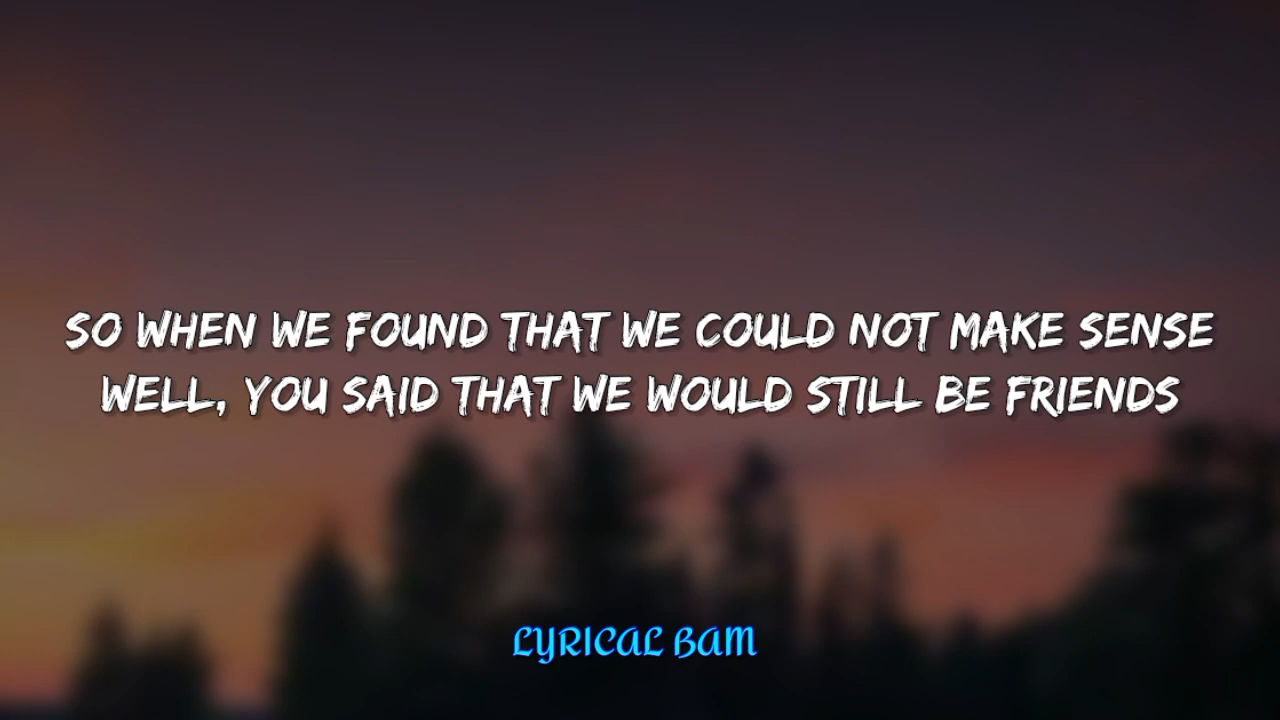 SO WHEN WE FOUND THAT WE COULD NOT MAKE SENSE
WELL, YOU SAID THAT WE WOULD STILL BE FRIENDS
LYRICAL BAM